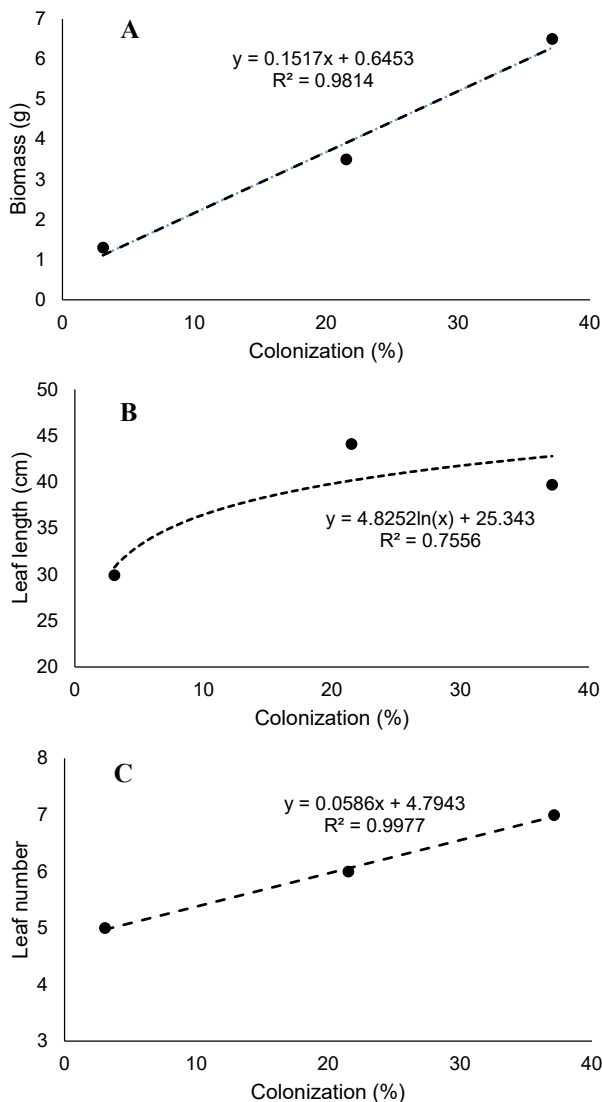 A
y = 0.1517x + 0.6453
R² = 0.9814
Biomass (g)
7
6
5
4
3
2
1
0
0 10 20 30 40
Colonization (%)
B
y = 4.8252ln(x) + 25.343
R² = 0.7556
Leaf length (cm)
50
45
40
35
30
25
20
0 10 20 30 40
Colonization (%)
C
y = 0.0586x + 4.7943
R² = 0.9977
Leaf number
8
7
6
5
4
3
0 10 20 30 40
Colonization (%)